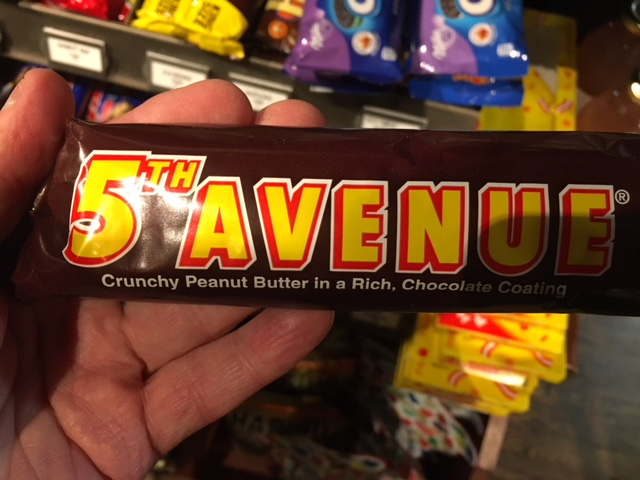 5TH AVENUE®
Crunchy Peanut Butter in a Rich, Chocolate Coating